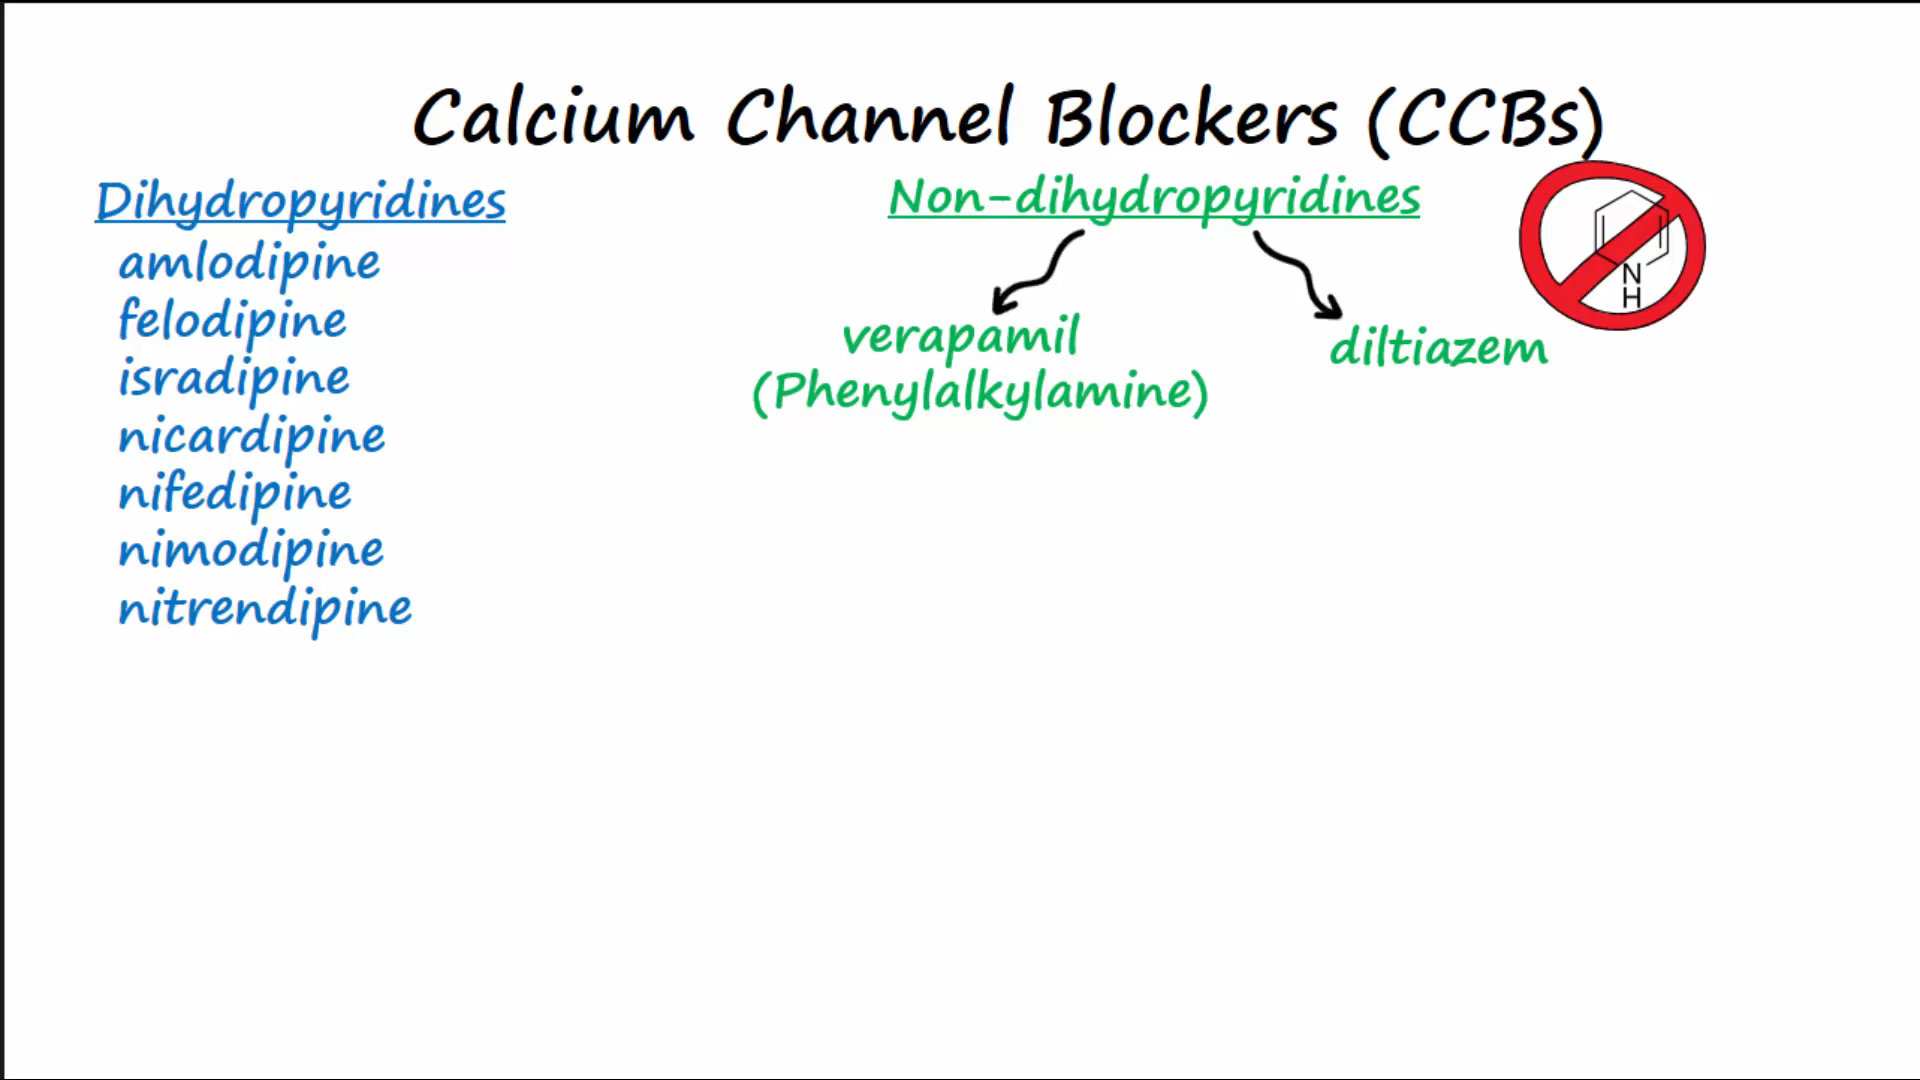 Calcium Channel Blockers (CCBs)
Dihydropyridines
amlodipine
felodipine
isradipine
nicardipine
nifedipine
nimodipine
nitrendipine
Non-dihydropyridines
verapamil
(Phenylalkylamine)
diltiazem
N
H